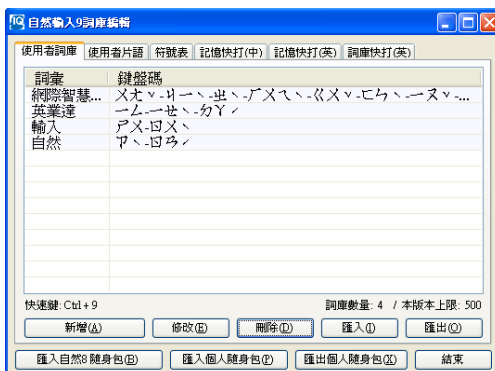 自然輸入9詞庫編輯
使用者詞庫 使用者片語 符號表 記憶快打(中) 記憶快打(英) 詞庫快打(英)
詞彙 鍵盤碼
網際智慧... ㄨㄤˇ-ㄐㄧˋ-ㄓˋ-ㄏㄨㄟˋ-ㄍㄨˇ-ㄈㄣˋ-ㄧㄡˇ-...
英業達 ㄧㄥ-ㄧㄝˋ-ㄉㄚˊ
輸入 ㄕㄨ-ㄖㄨˋ
自然 ㄗˋ-ㄖㄢˊ
快速鍵: Ctrl + 9 詞庫數量: 4 / 本版本上限: 500
新增(A) 修改(E) 刪除(D) 匯入(I) 匯出(O)
匯入自然8 隨身包(B) 匯入個人隨身包(P) 匯出個人隨身包(X) 結束